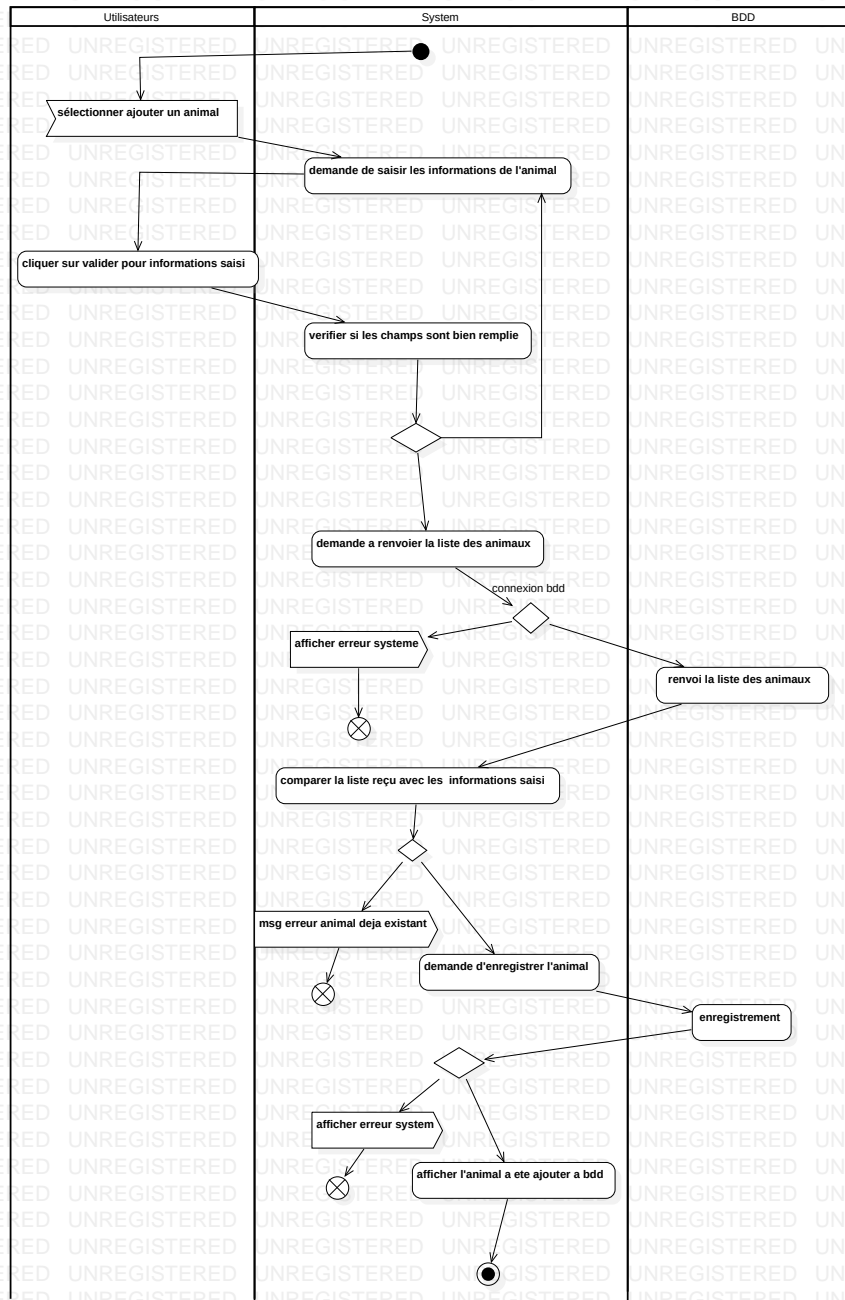 Utilisateurs
System
BDD
sélectionner ajouter un animal
demande de saisir les informations de l'animal
cliquer sur valider pour informations saisi
verifier si les champs sont bien remplie
demande a renvoier la liste des animaux
connexion bdd
afficher erreur systeme
renvoi la liste des animaux
comparer la liste reçu avec les  informations saisi
msg erreur animal deja existant
demande d'enregistrer l'animal
enregistrement
afficher erreur system
afficher l'animal a ete ajouter a bdd
UNREGISTERED